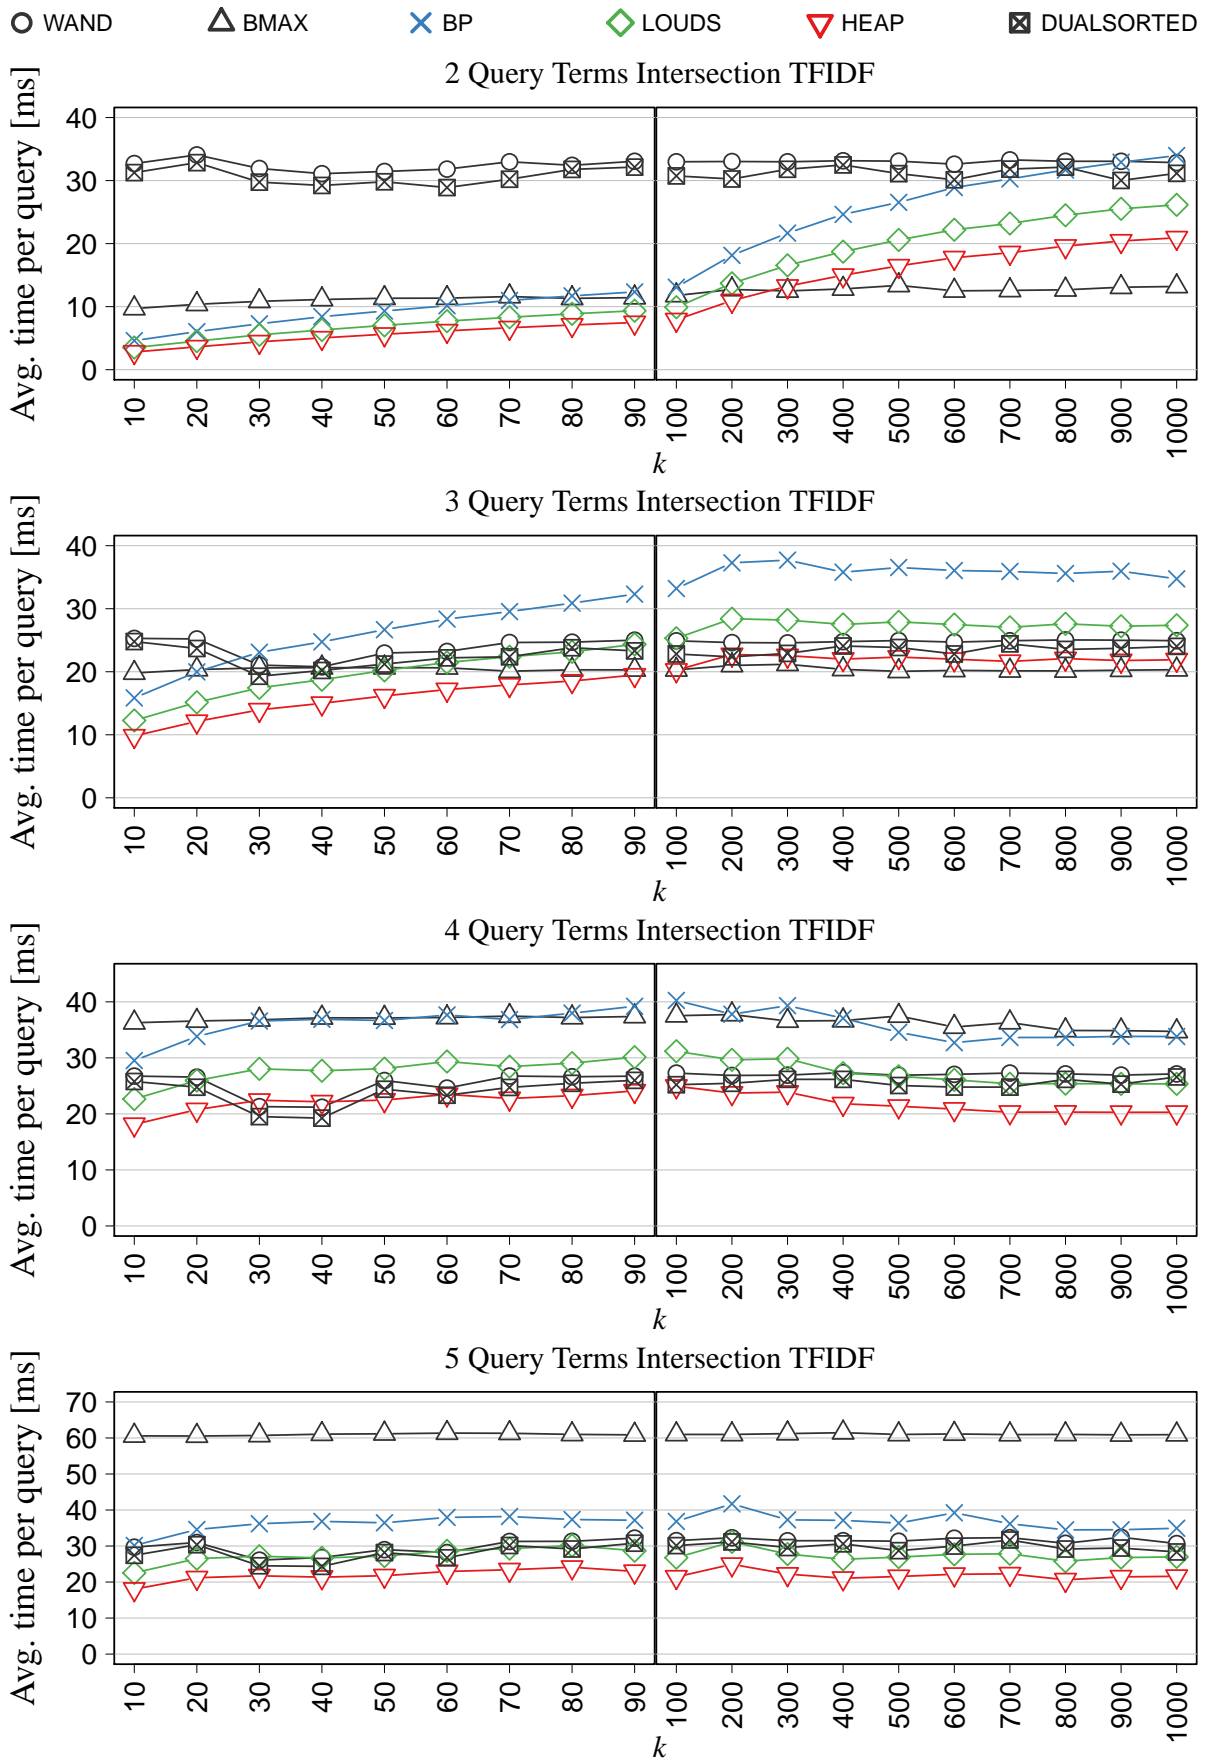 WAND BMAX BP LOUDS HEAP DUALSORTED
2 Query Terms Intersection TFIDF
Avg. time per query [ms]
40
30
20
10
0
10 20 30 40 50 60 70 80 90 100 200 300 400 500 600 700 800 900 1000
k
3 Query Terms Intersection TFIDF
Avg. time per query [ms]
40
30
20
10
0
10 20 30 40 50 60 70 80 90 100 200 300 400 500 600 700 800 900 1000
k
4 Query Terms Intersection TFIDF
Avg. time per query [ms]
40
30
20
10
0
10 20 30 40 50 60 70 80 90 100 200 300 400 500 600 700 800 900 1000
k
5 Query Terms Intersection TFIDF
Avg. time per query [ms]
70
60
50
40
30
20
10
0
10 20 30 40 50 60 70 80 90 100 200 300 400 500 600 700 800 900 1000
k